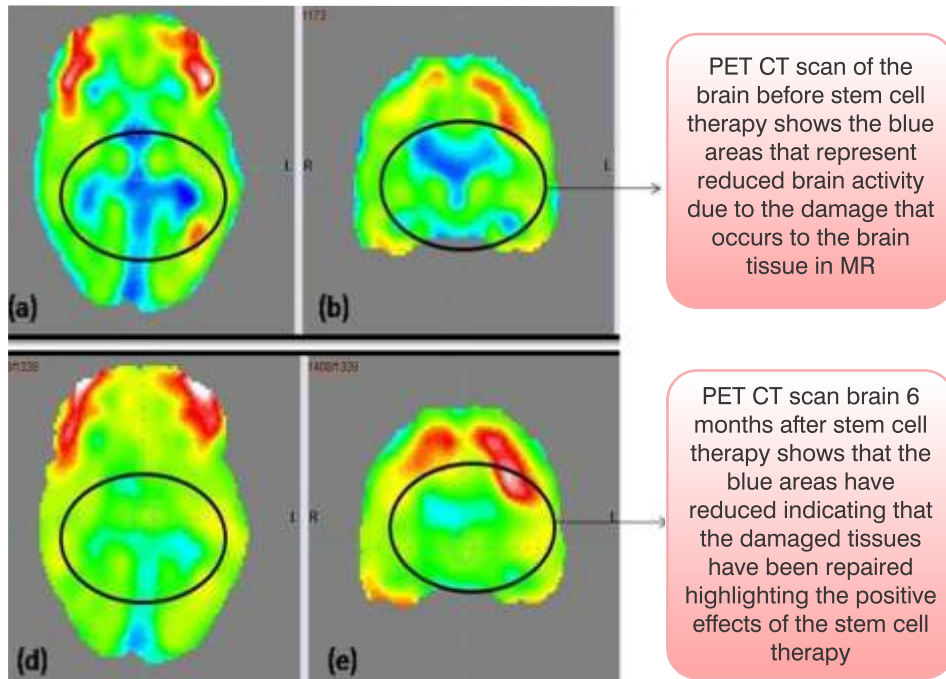 1173
L R
PET CT scan of the
brain before stem cell
therapy shows the blue
areas that represent
reduced brain activity
due to the damage that
occurs to the brain
tissue in MR
(a)
(b)
L R
L
PET CT scan brain 6
months after stem cell
therapy shows that the
blue areas have
reduced indicating that
the damaged tissues
have been repaired
highlighting the positive
effects of the stem cell
therapy
(d)
(e)